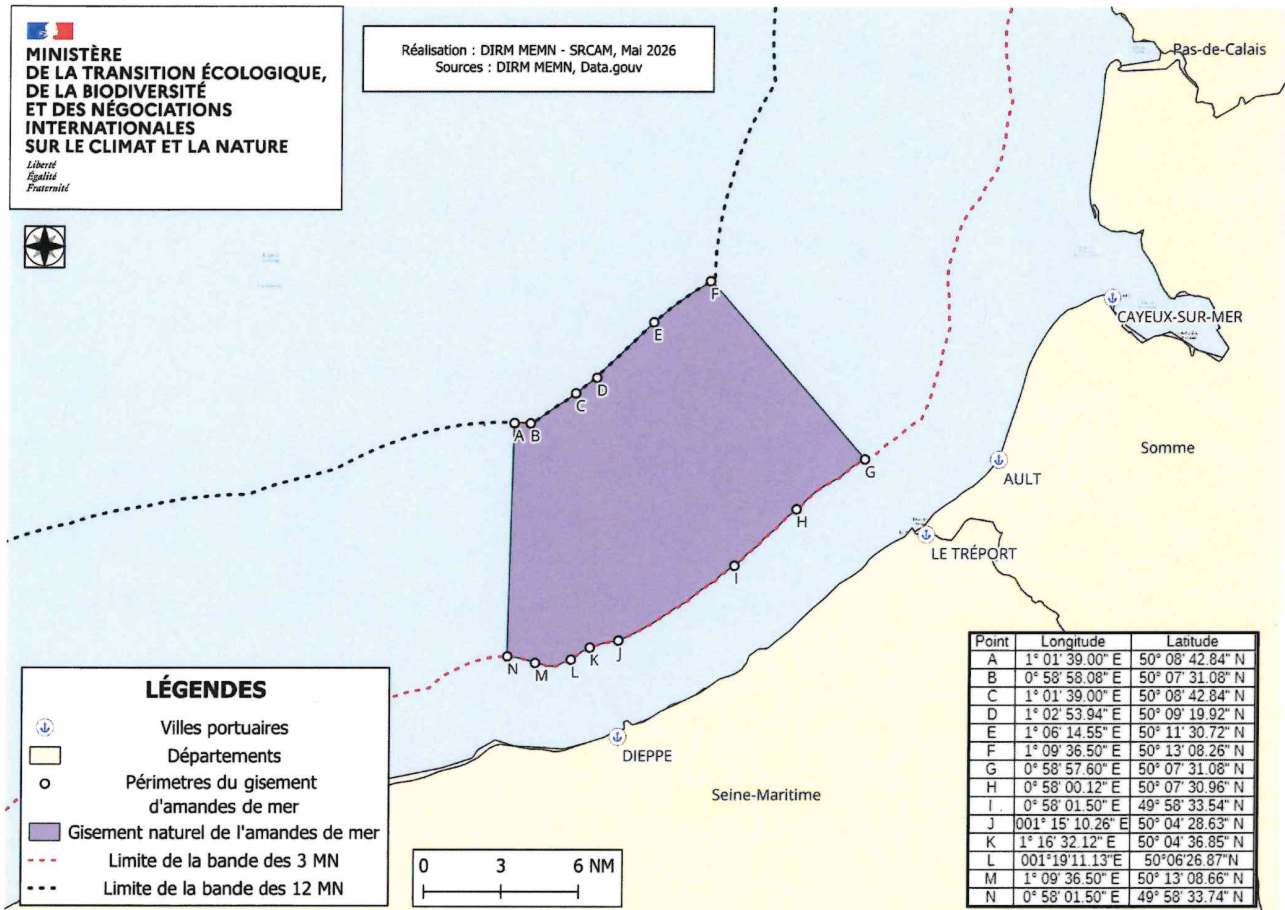 MINISTÈRE
DE LA TRANSITION ÉCOLOGIQUE,
DE LA BIODIVERSITÉ
ET DES NÉGOCIATIONS
INTERNATIONALES
SUR LE CLIMAT ET LA NATURE
Liberté
Égalité
Fraternité
Réalisation : DIRM MEMN - SRCAM, Mai 2026
Sources : DIRM MEMN, Data.gouv
Pas-de-Calais
F
CAYEUX-SUR-MER
E
D
C
A B
Somme
G
AULT
H
LE TRÉPORT
I
J
K
L
M
N
DIEPPE
Seine-Maritime
LÉGENDES
Villes portuaires
Départements
Périmetres du gisement
d'amandes de mer
Gisement naturel de l'amandes de mer
Limite de la bande des 3 MN
Limite de la bande des 12 MN
0 3 6 NM
Point Longitude Latitude
A 1° 01' 39.00" E 50° 08' 42.84" N
B 0° 58' 58.08" E 50° 07' 31.08" N
C 1° 01' 39.00" E 50° 08' 42.84" N
D 1° 02' 53.94" E 50° 09' 19.92" N
E 1° 06' 14.55" E 50° 11' 30.72" N
F 1° 09' 36.50" E 50° 13' 08.26" N
G 0° 58' 57.60" E 50° 07' 31.08" N
H 0° 58' 00.12" E 50° 07' 30.96" N
I 0° 58' 01.50" E 49° 58' 33.54" N
J 001° 15' 10.26" E 50° 04' 28.63" N
K 1° 16' 32.12" E 50° 04' 36.85" N
L 001°19'11.13"E 50°06'26.87"N
M 1° 09' 36.50" E 50° 13' 08.66" N
N 0° 58' 01.50" E 49° 58' 33.74" N